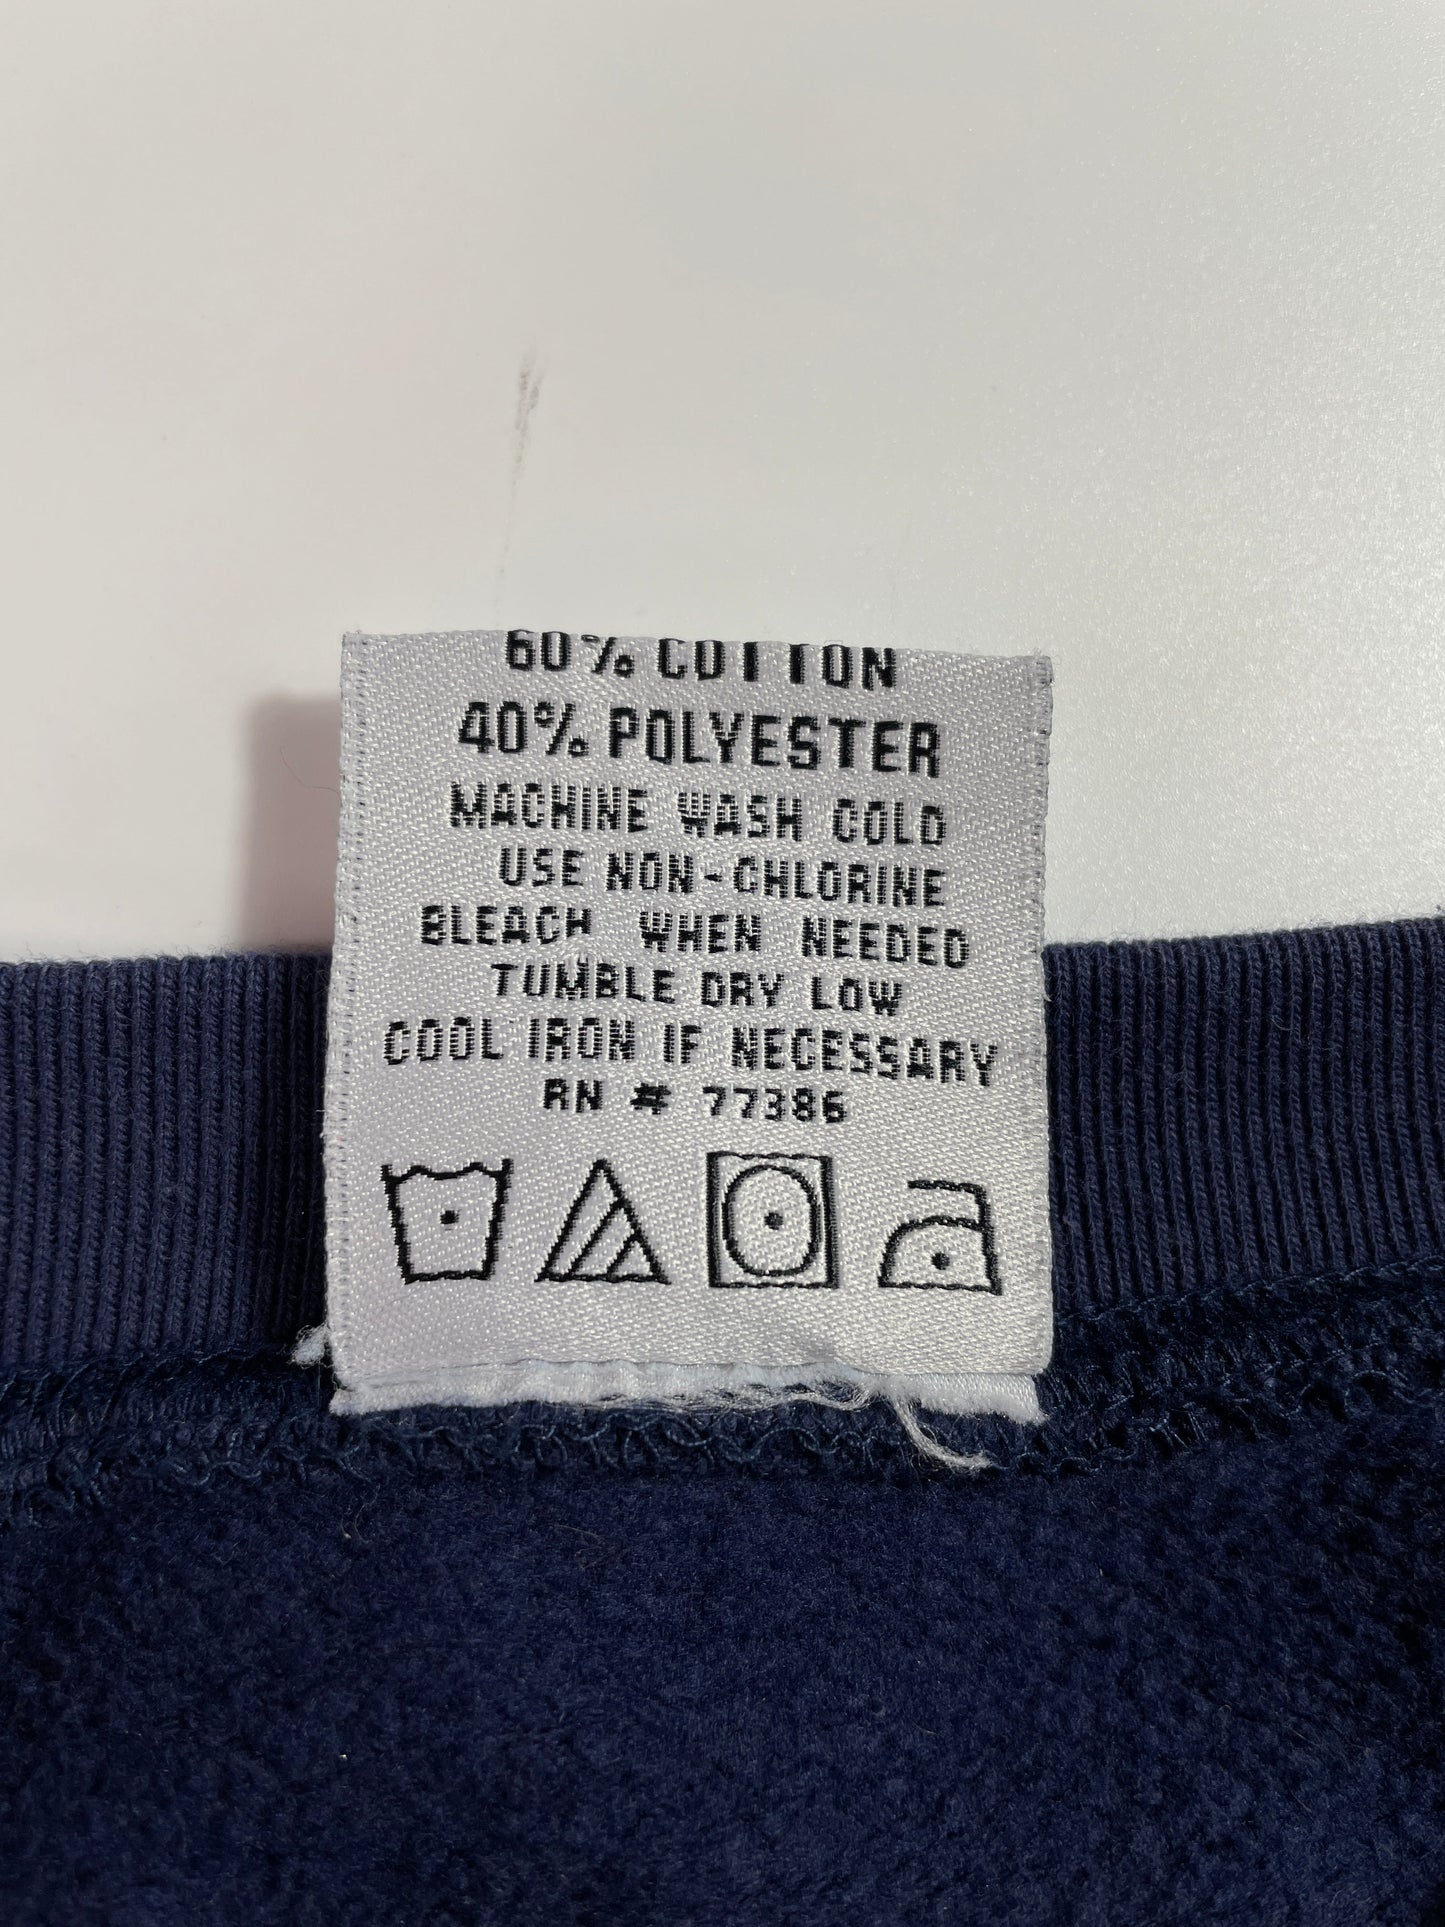 60% COTTON
40% POLYESTER
MACHINE WASH COLD
USE NON-CHLORINE
BLEACH WHEN NEEDED
TUMBLE DRY LOW
COOL IRON IF NECESSARY
RN # 77386